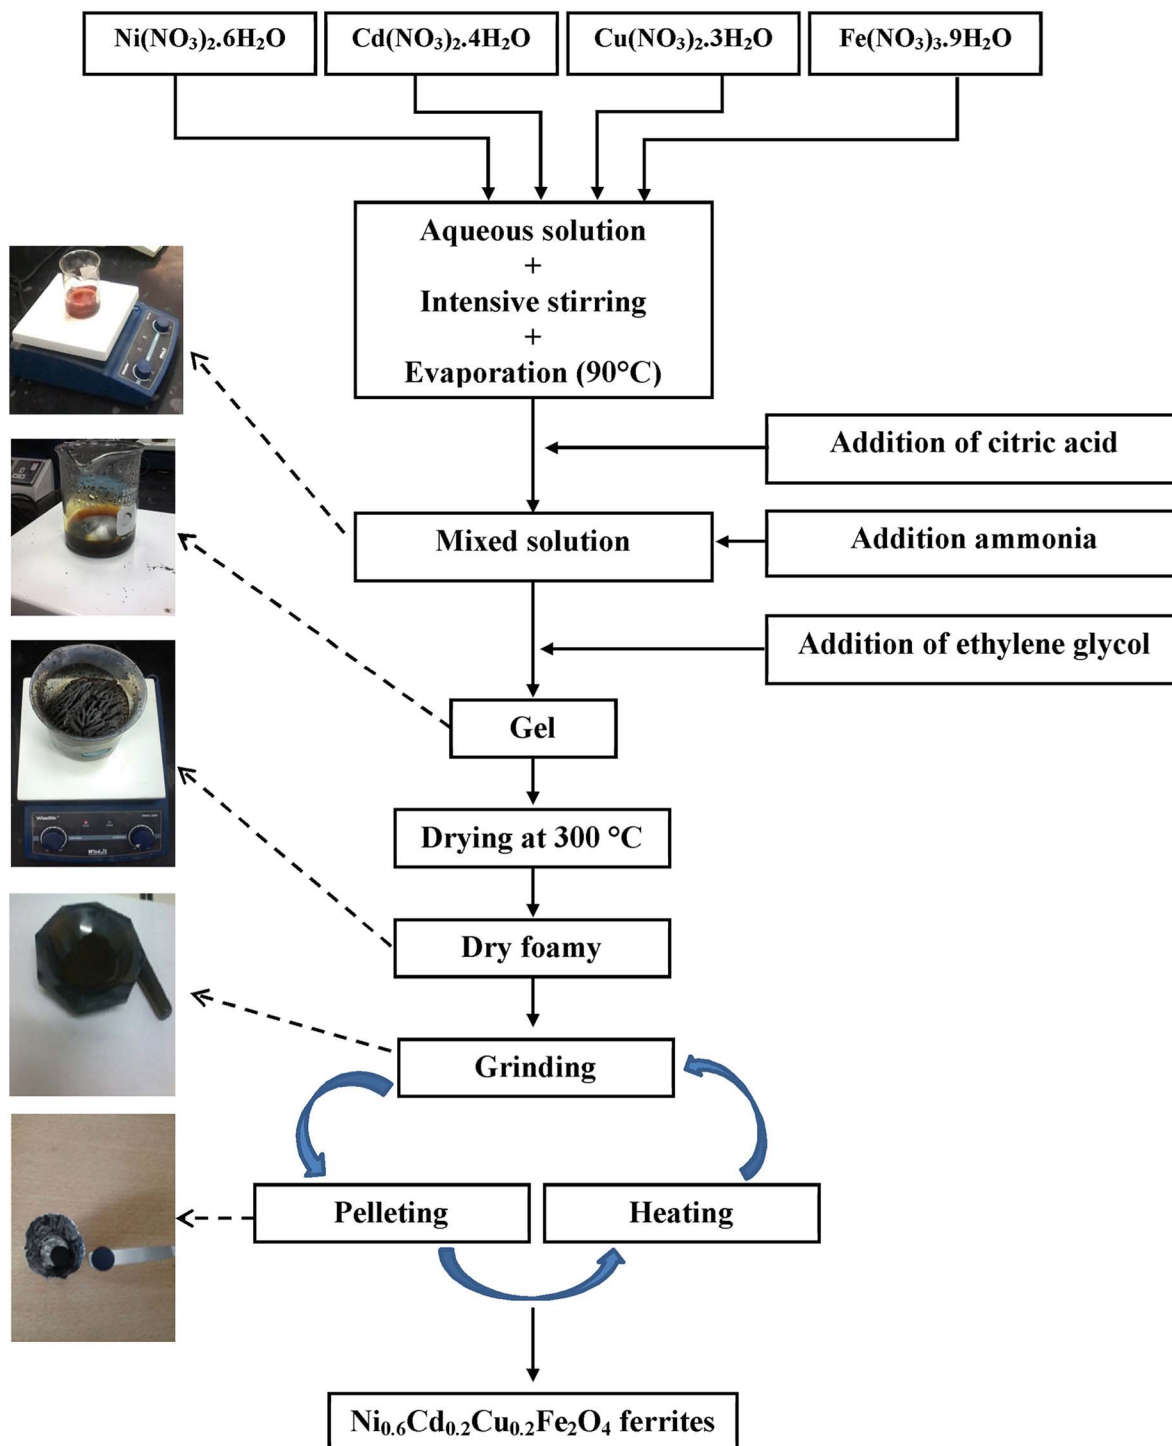 Ni(NO₃)₂.6H₂O
Cd(NO₃)₂.4H₂O
Cu(NO₃)₂.3H₂O
Fe(NO₃)₃.9H₂O
Aqueous solution
+
Intensive stirring
+
Evaporation (90°C)
Addition of citric acid
Mixed solution
Addition ammonia
Addition of ethylene glycol
Gel
Drying at 300 °C
Dry foamy
Grinding
Pelleting
Heating
Ni₀.₆Cd₀.₂Cu₀.₂Fe₂O₄ ferrites